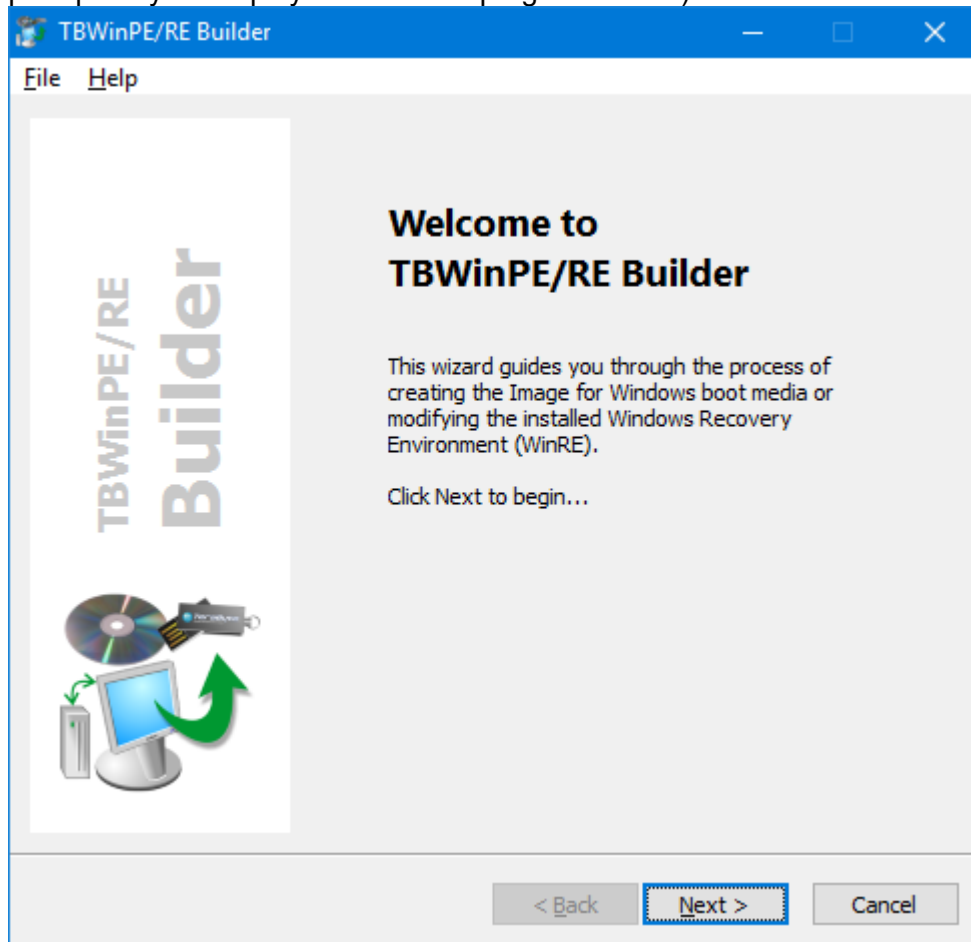 TBWinPE/RE Builder
File Help
TBWinPE/RE
Builder
Welcome to
TBWinPE/RE Builder
This wizard guides you through the process of
creating the Image for Windows boot media or
modifying the installed Windows Recovery
Environment (WinRE).
Click Next to begin...
< Back Next > Cancel